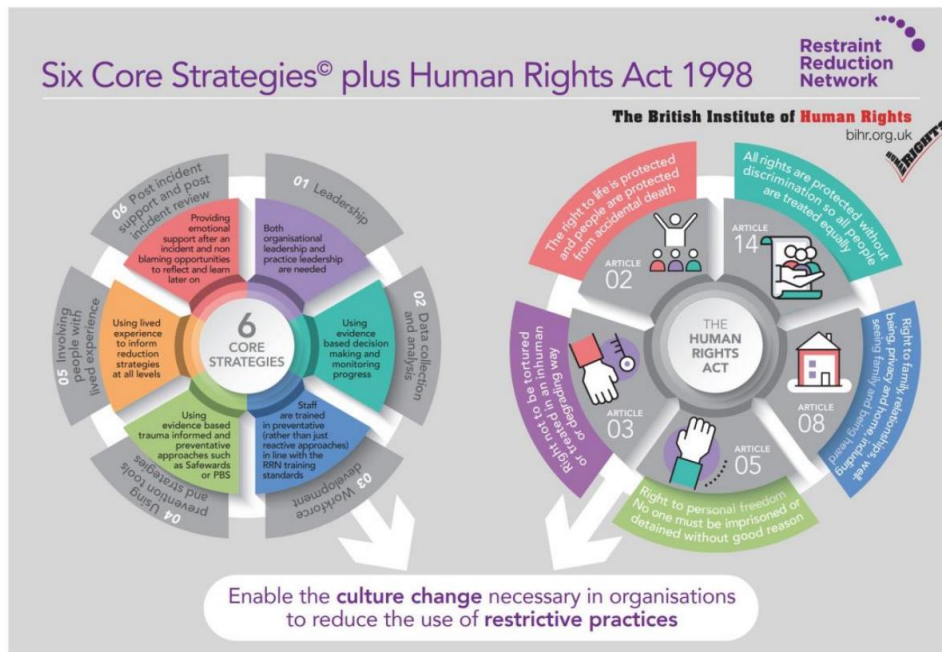 Six Core Strategies© plus Human Rights Act 1998
Restraint
Reduction
Network
The British Institute of Human Rights
bihr.org.uk
HUMAN RIGHTS
01 Leadership
Both
organisational
leadership and
practice leadership
are needed
02 Data collection
and analysis
Using
evidence
based decision
making and
monitoring
progress
03 Workforce
development
Staff
are trained in
preventative
(rather than just
reactive approaches)
in line with the
RRN training
standards
04 Using
prevention tools
and strategies
Using
evidence based
trauma informed and
preventative
approaches such
as Safewards
or PBS
05 Involving
people with
lived experience
Using lived
experience
to inform
reduction
strategies
at all levels
06 Post incident
support and post
incident review
Providing
emotional
support after an
incident and non
blaming opportunities
to reflect and learn
later on
6
CORE
STRATEGIES
The right to life is protected
and people are protected
from accidental death
ARTICLE
02
All rights are protected without
discrimination so all people
are treated equally
ARTICLE
14
Right to family relationships, well-
being, privacy and home, including
seeing family and being heard
ARTICLE
08
Right to personal freedom
No one must be imprisoned or
detained without good reason
ARTICLE
05
Right not to be tortured
or treated in an inhuman
or degrading way
ARTICLE
03
THE
HUMAN
RIGHTS
ACT
Enable the culture change necessary in organisations
to reduce the use of restrictive practices